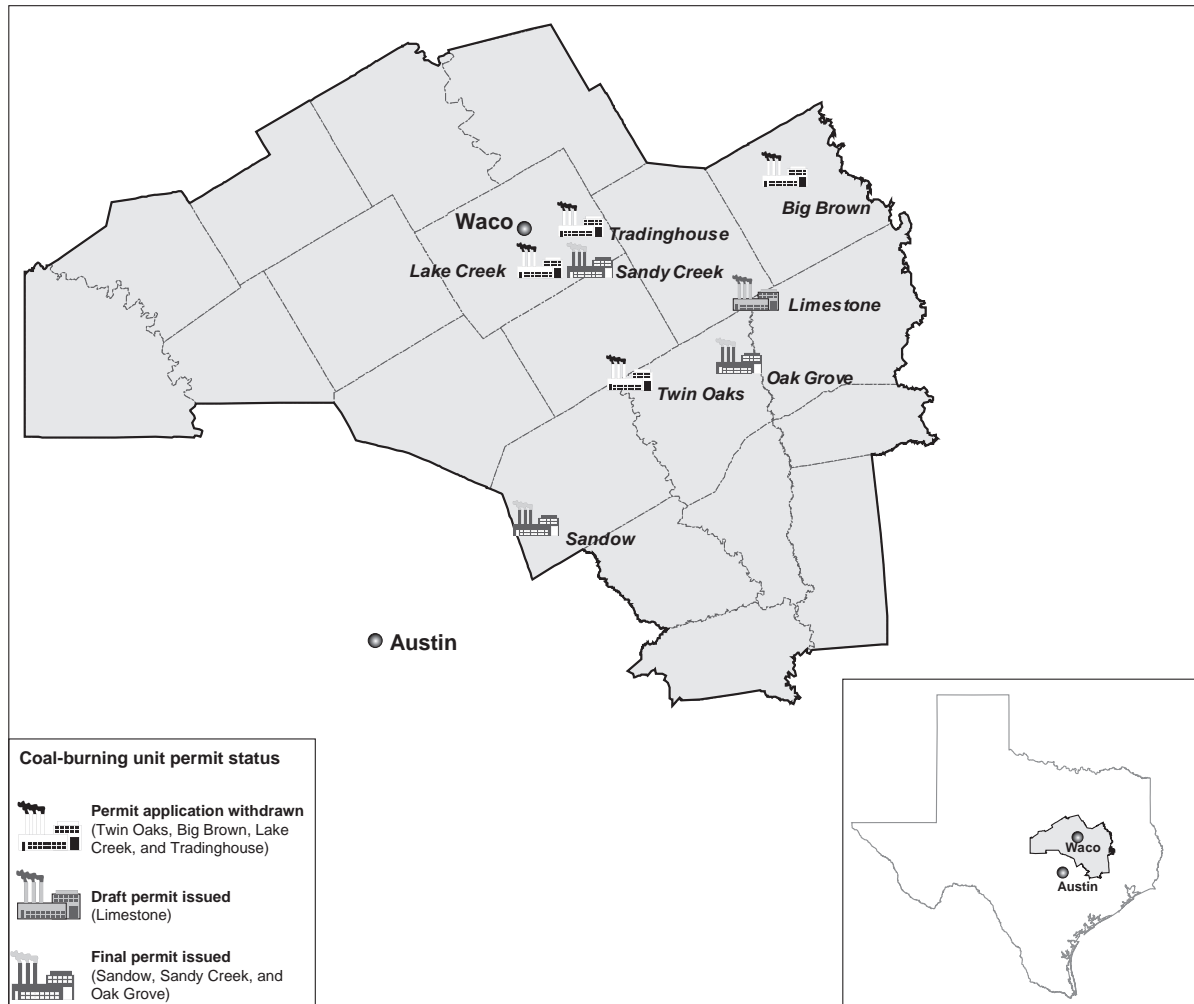 Big Brown
Waco
Tradinghouse
Lake Creek
Sandy Creek
Limestone
Oak Grove
Twin Oaks
Sandow
Austin
Coal-burning unit permit status
Permit application withdrawn
(Twin Oaks, Big Brown, Lake
Creek, and Tradinghouse)
Draft permit issued
(Limestone)
Final permit issued
(Sandow, Sandy Creek, and
Oak Grove)
Waco
Austin